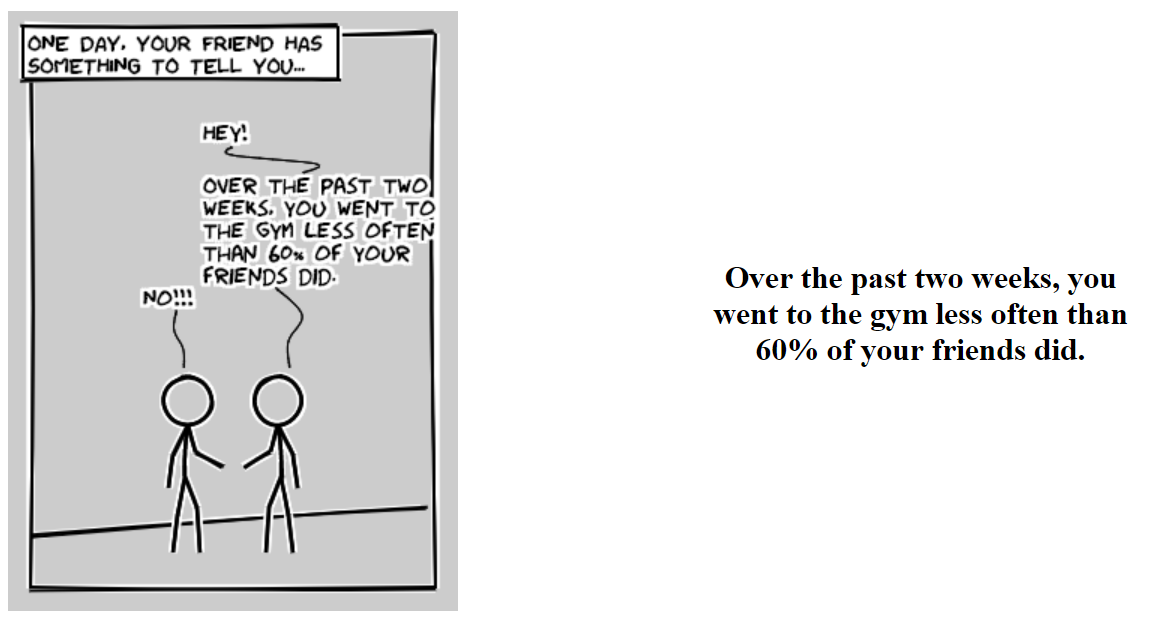 ONE DAY, YOUR FRIEND HAS
SOMETHING TO TELL YOU...
HEY!
OVER THE PAST TWO
WEEKS, YOU WENT TO
THE GYM LESS OFTEN
THAN 60% OF YOUR
FRIENDS DID.
NO!!!
Over the past two weeks, you
went to the gym less often than
60% of your friends did.